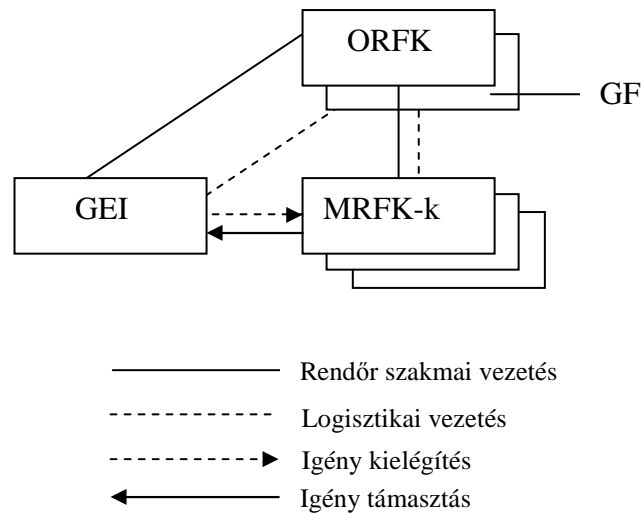 ORFK
GF
GEI
MRFK-k
Rendőr szakmai vezetés
Logisztikai vezetés
Igény kielégítés
Igény támasztás